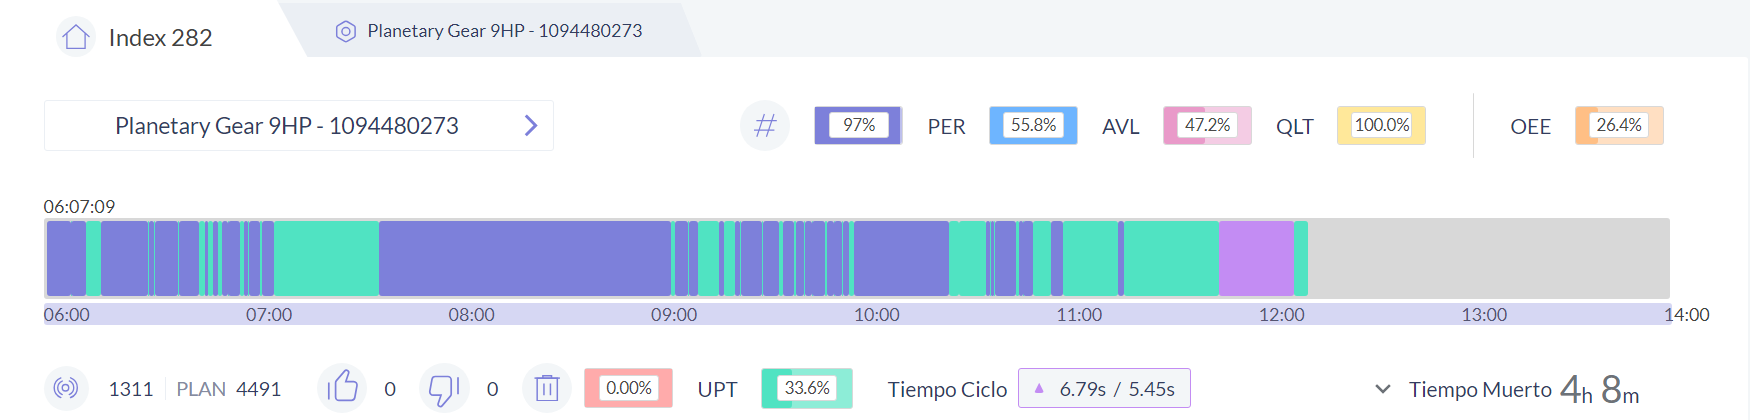 Index 282
Planetary Gear 9HP - 1094480273
Planetary Gear 9HP - 1094480273
# 97% PER 55.8% AVL 47.2% QLT 100.0% OEE 26.4%
06:07:09
06:00 07:00 08:00 09:00 10:00 11:00 12:00 13:00 14:00
1311 PLAN 4491 0 0 0.00% UPT 33.6% Tiempo Ciclo ▲ 6.79s / 5.45s Tiempo Muerto 4h 8m